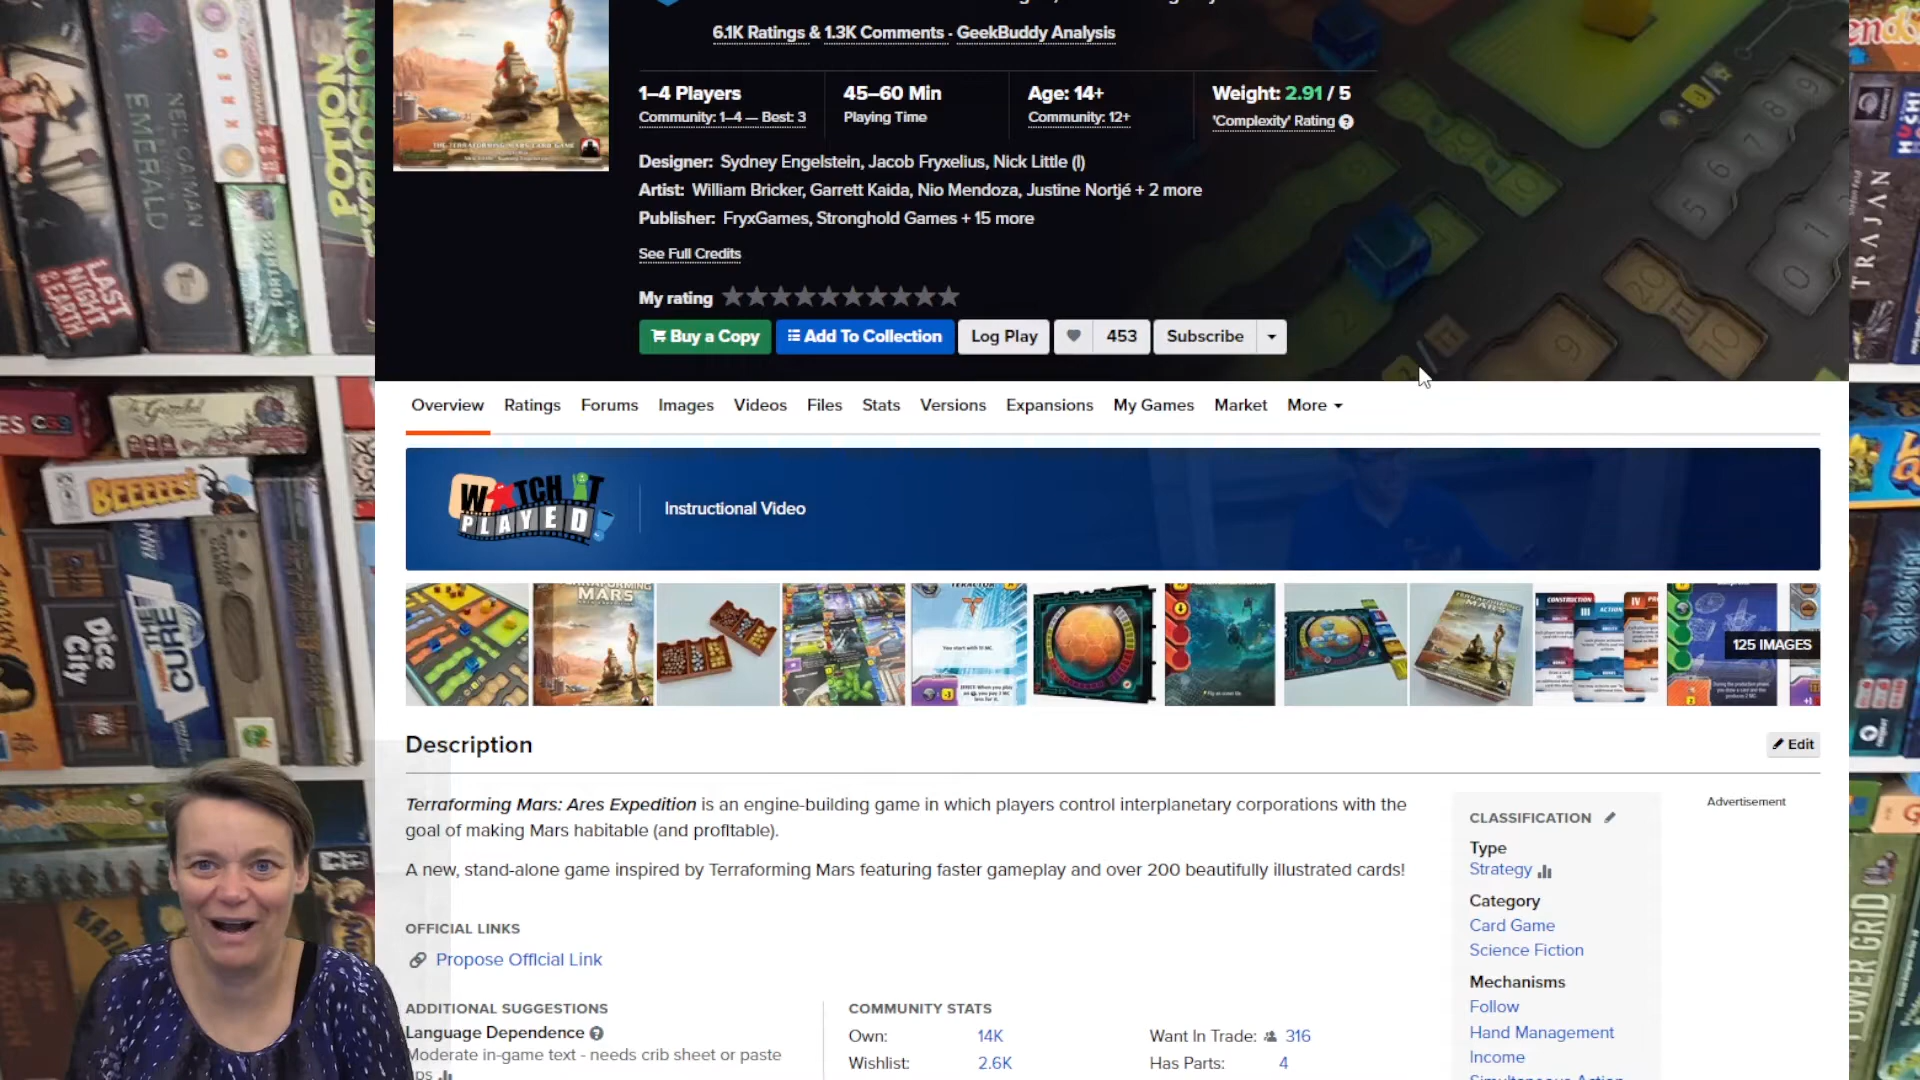 6.1K Ratings & 1.3K Comments · GeekBuddy Analysis
1–4 Players
Community: 1–4 — Best: 3
45–60 Min
Playing Time
Age: 14+
Community: 12+
Weight: 2.91 / 5
'Complexity' Rating
Designer: Sydney Engelstein, Jacob Fryxelius, Nick Little (I)
Artist: William Bricker, Garrett Kaida, Nio Mendoza, Justine Nortjé + 2 more
Publisher: FryxGames, Stronghold Games + 15 more
See Full Credits
My rating
Buy a Copy
Add To Collection
Log Play
453
Subscribe
Overview
Ratings
Forums
Images
Videos
Files
Stats
Versions
Expansions
My Games
Market
More
WATCH IT
PLAYED
Instructional Video
125 IMAGES
Description
Edit
Terraforming Mars: Ares Expedition is an engine-building game in which players control interplanetary corporations with the
goal of making Mars habitable (and profitable).
A new, stand-alone game inspired by Terraforming Mars featuring faster gameplay and over 200 beautifully illustrated cards!
OFFICIAL LINKS
Propose Official Link
ADDITIONAL SUGGESTIONS
Language Dependence
Moderate in-game text - needs crib sheet or paste
COMMUNITY STATS
Own: 14K
Wishlist: 2.6K
Want In Trade: 316
Has Parts: 4
CLASSIFICATION
Type
Strategy
Category
Card Game
Science Fiction
Mechanisms
Follow
Hand Management
Income
Advertisement
THE TERRAFORMING MARS CARD GAME
LAST
NIGHT
ON EARTH
NEIL GAIMAN
EMERALD
POTION
EXPLOSION
BEEEEES!
Dice
City
THE
CURE
TRAJAN
POWER GRID
MARS
CONSTRUCTION
ACTION